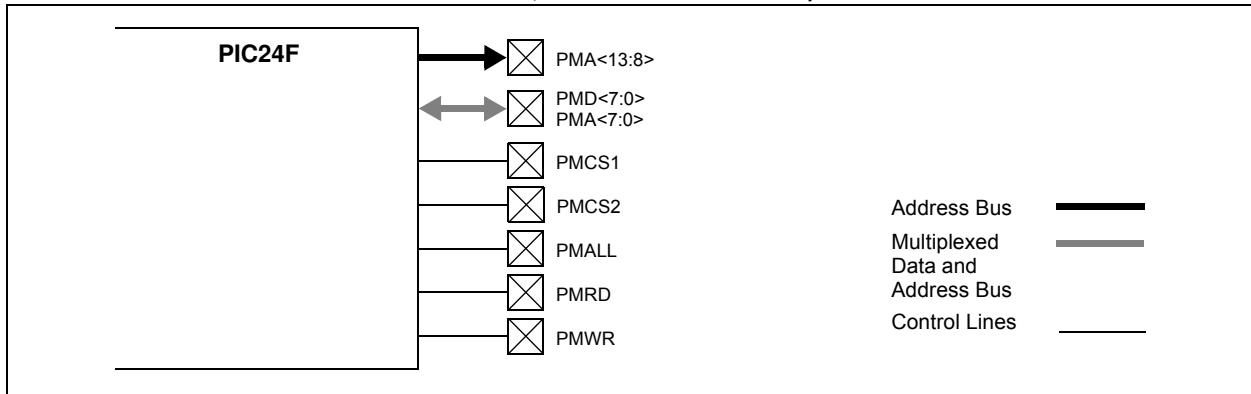 PIC24F
PMA<13:8>
PMD<7:0>
PMA<7:0>
PMCS1
PMCS2
PMALL
PMRD
PMWR
Address Bus
Multiplexed
Data and
Address Bus
Control Lines